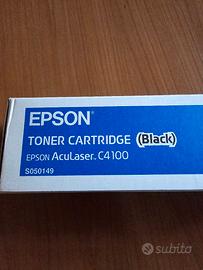 EPSON
TONER CARTRIDGE (Black)
EPSON AcuLaser C4100
S050149
subito